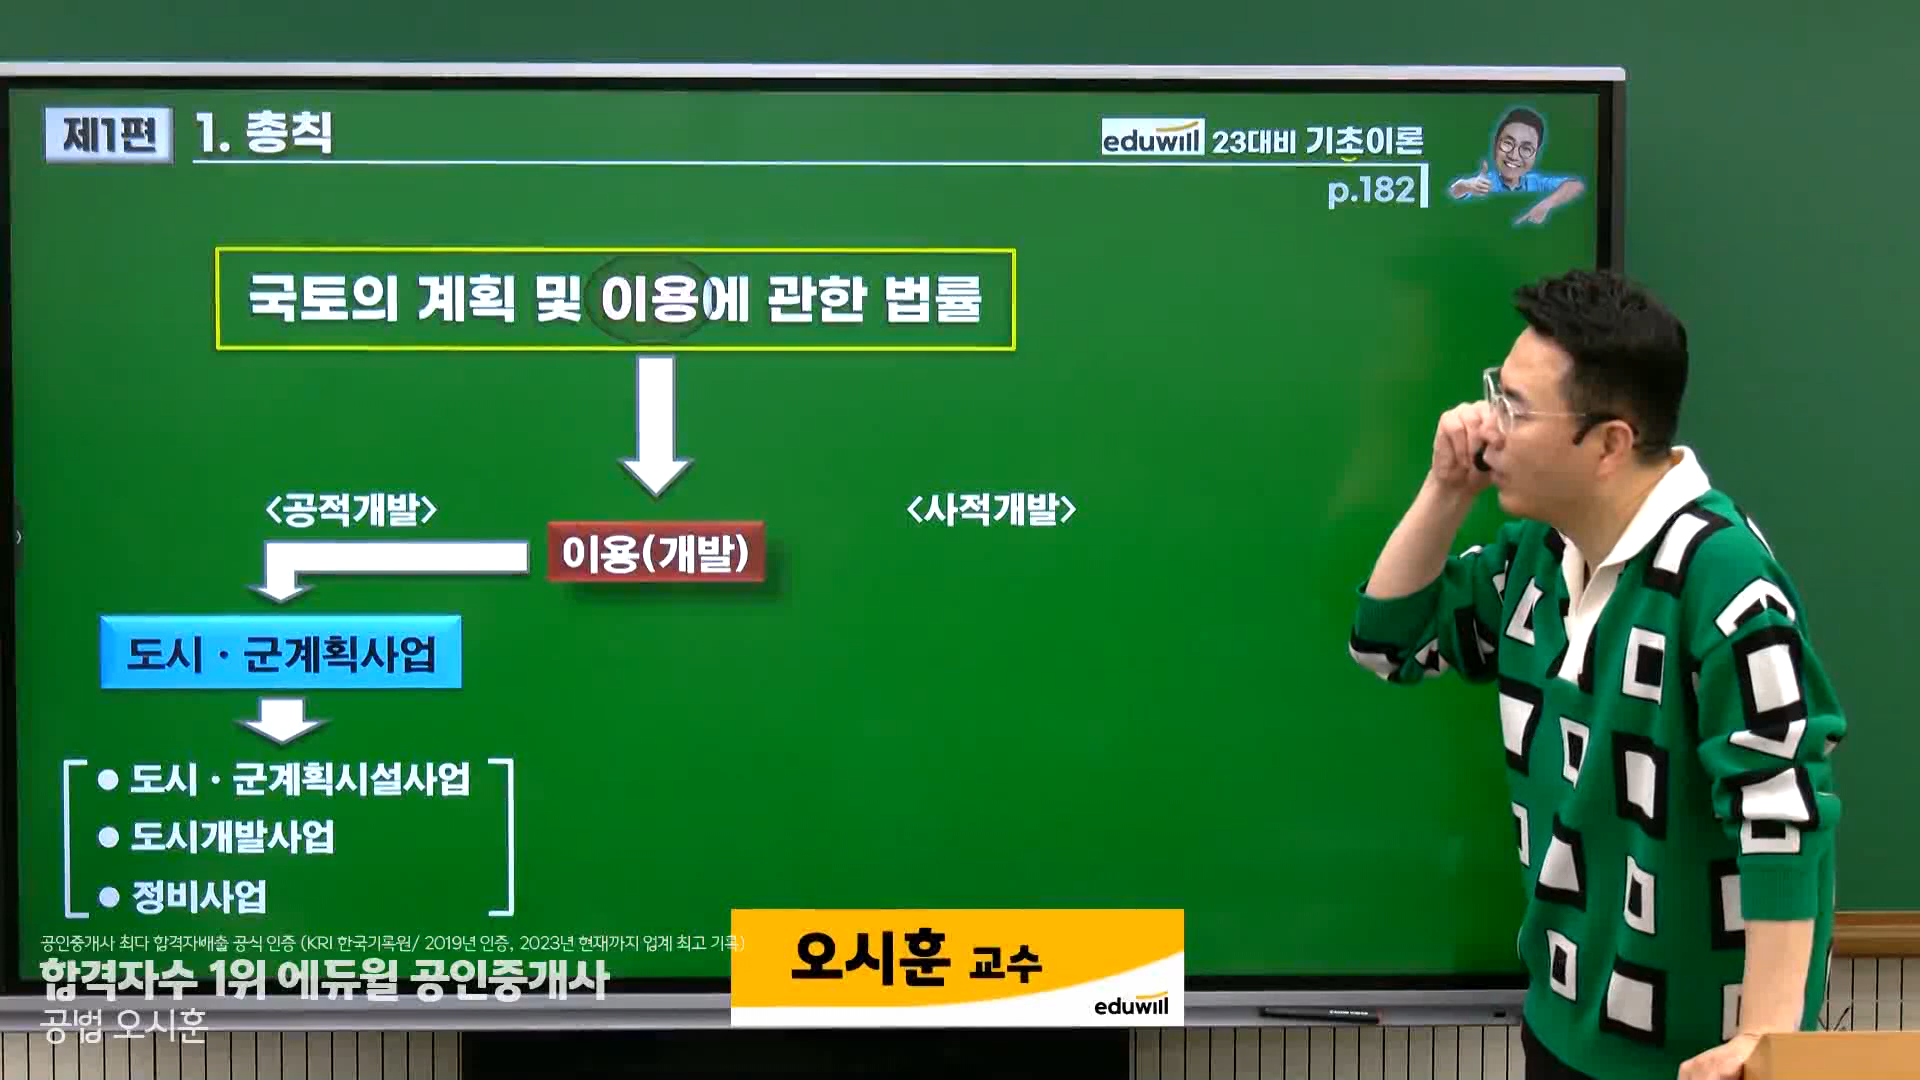 제1편
1. 총칙
eduwill 23대비 기초이론
p.182
국토의 계획 및 이용에 관한 법률
<공적개발>
<사적개발>
이용(개발)
도시·군계획사업
● 도시·군계획시설사업
● 도시개발사업
● 정비사업
공인중개사 최다 합격자배출 공식 인증 (KRI 한국기록원/ 2019년 인증, 2023년 현재까지 업계 최고 기록)
합격자수 1위 에듀윌 공인중개사
공법 오시훈
오시훈 교수
eduwill